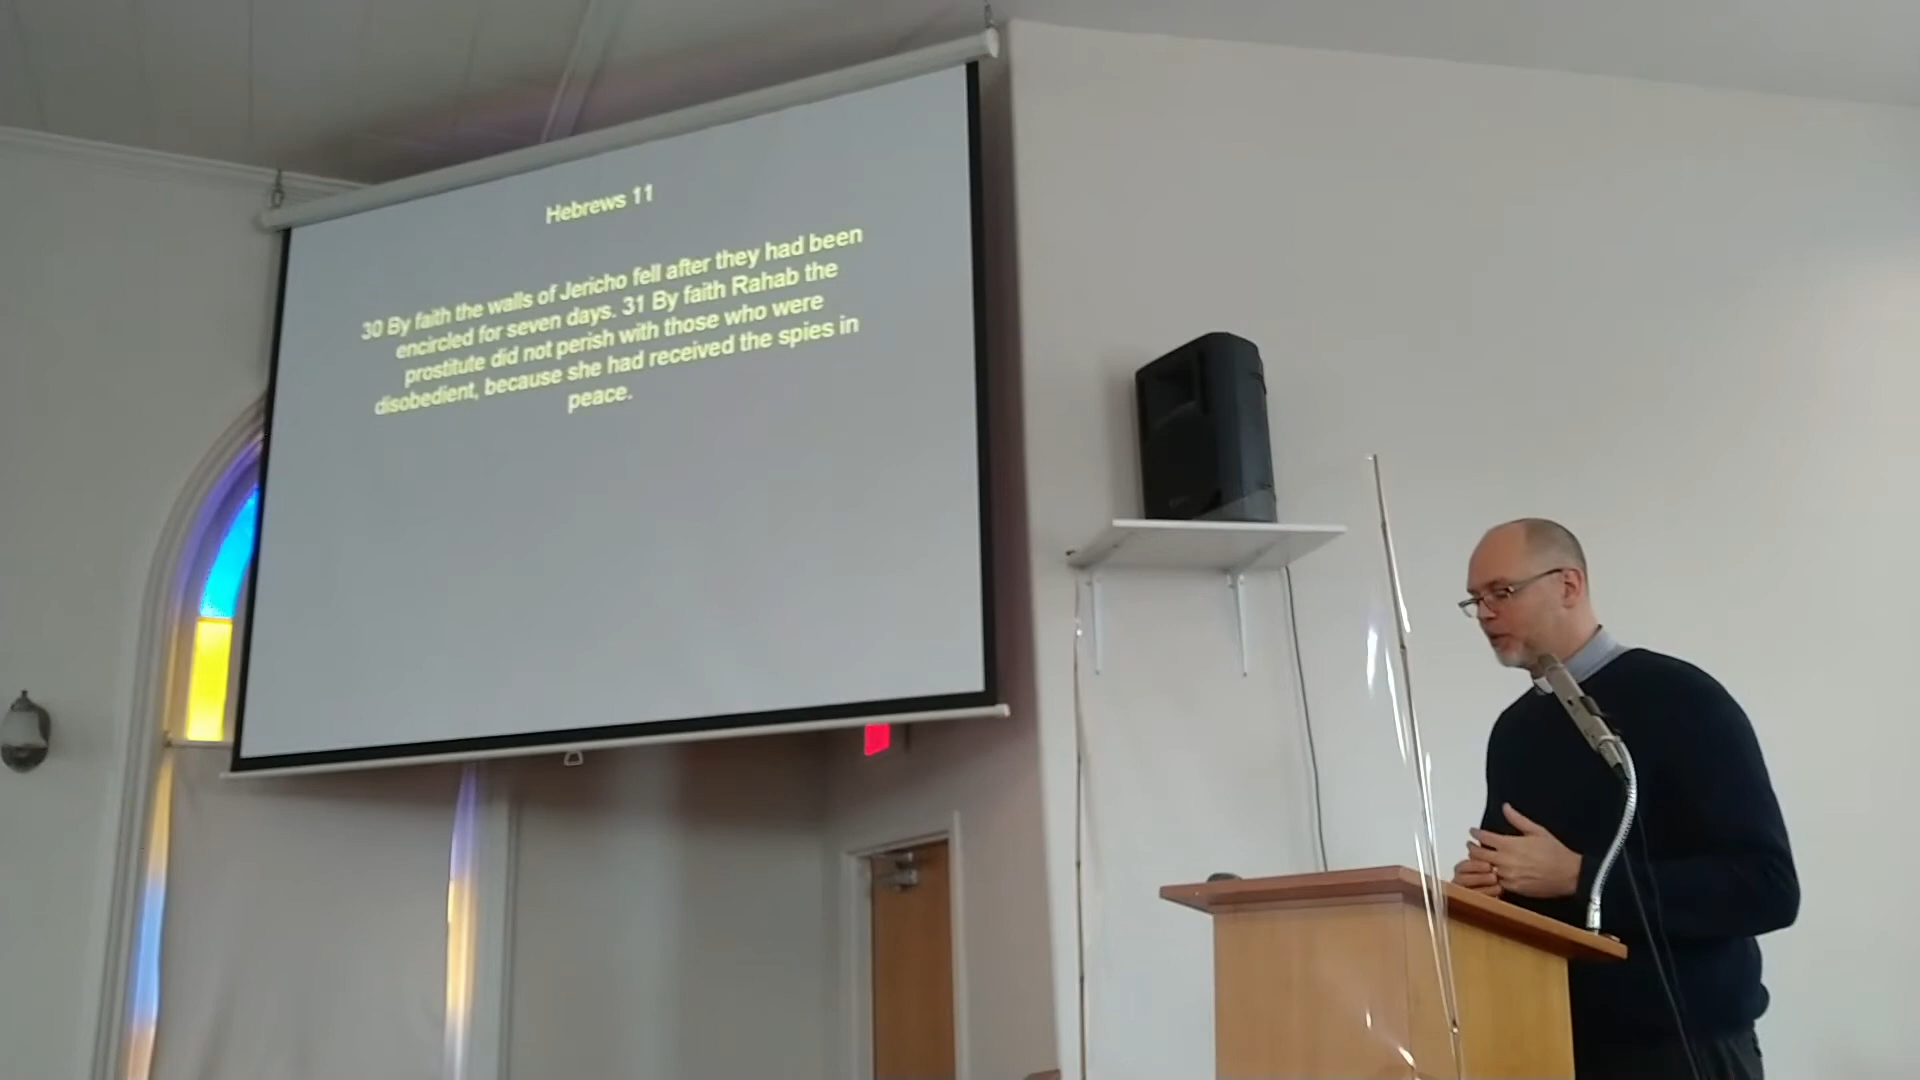 Hebrews 11
30 By faith the walls of Jericho fell after they had been
encircled for seven days. 31 By faith Rahab the
prostitute did not perish with those who were
disobedient, because she had received the spies in
peace.